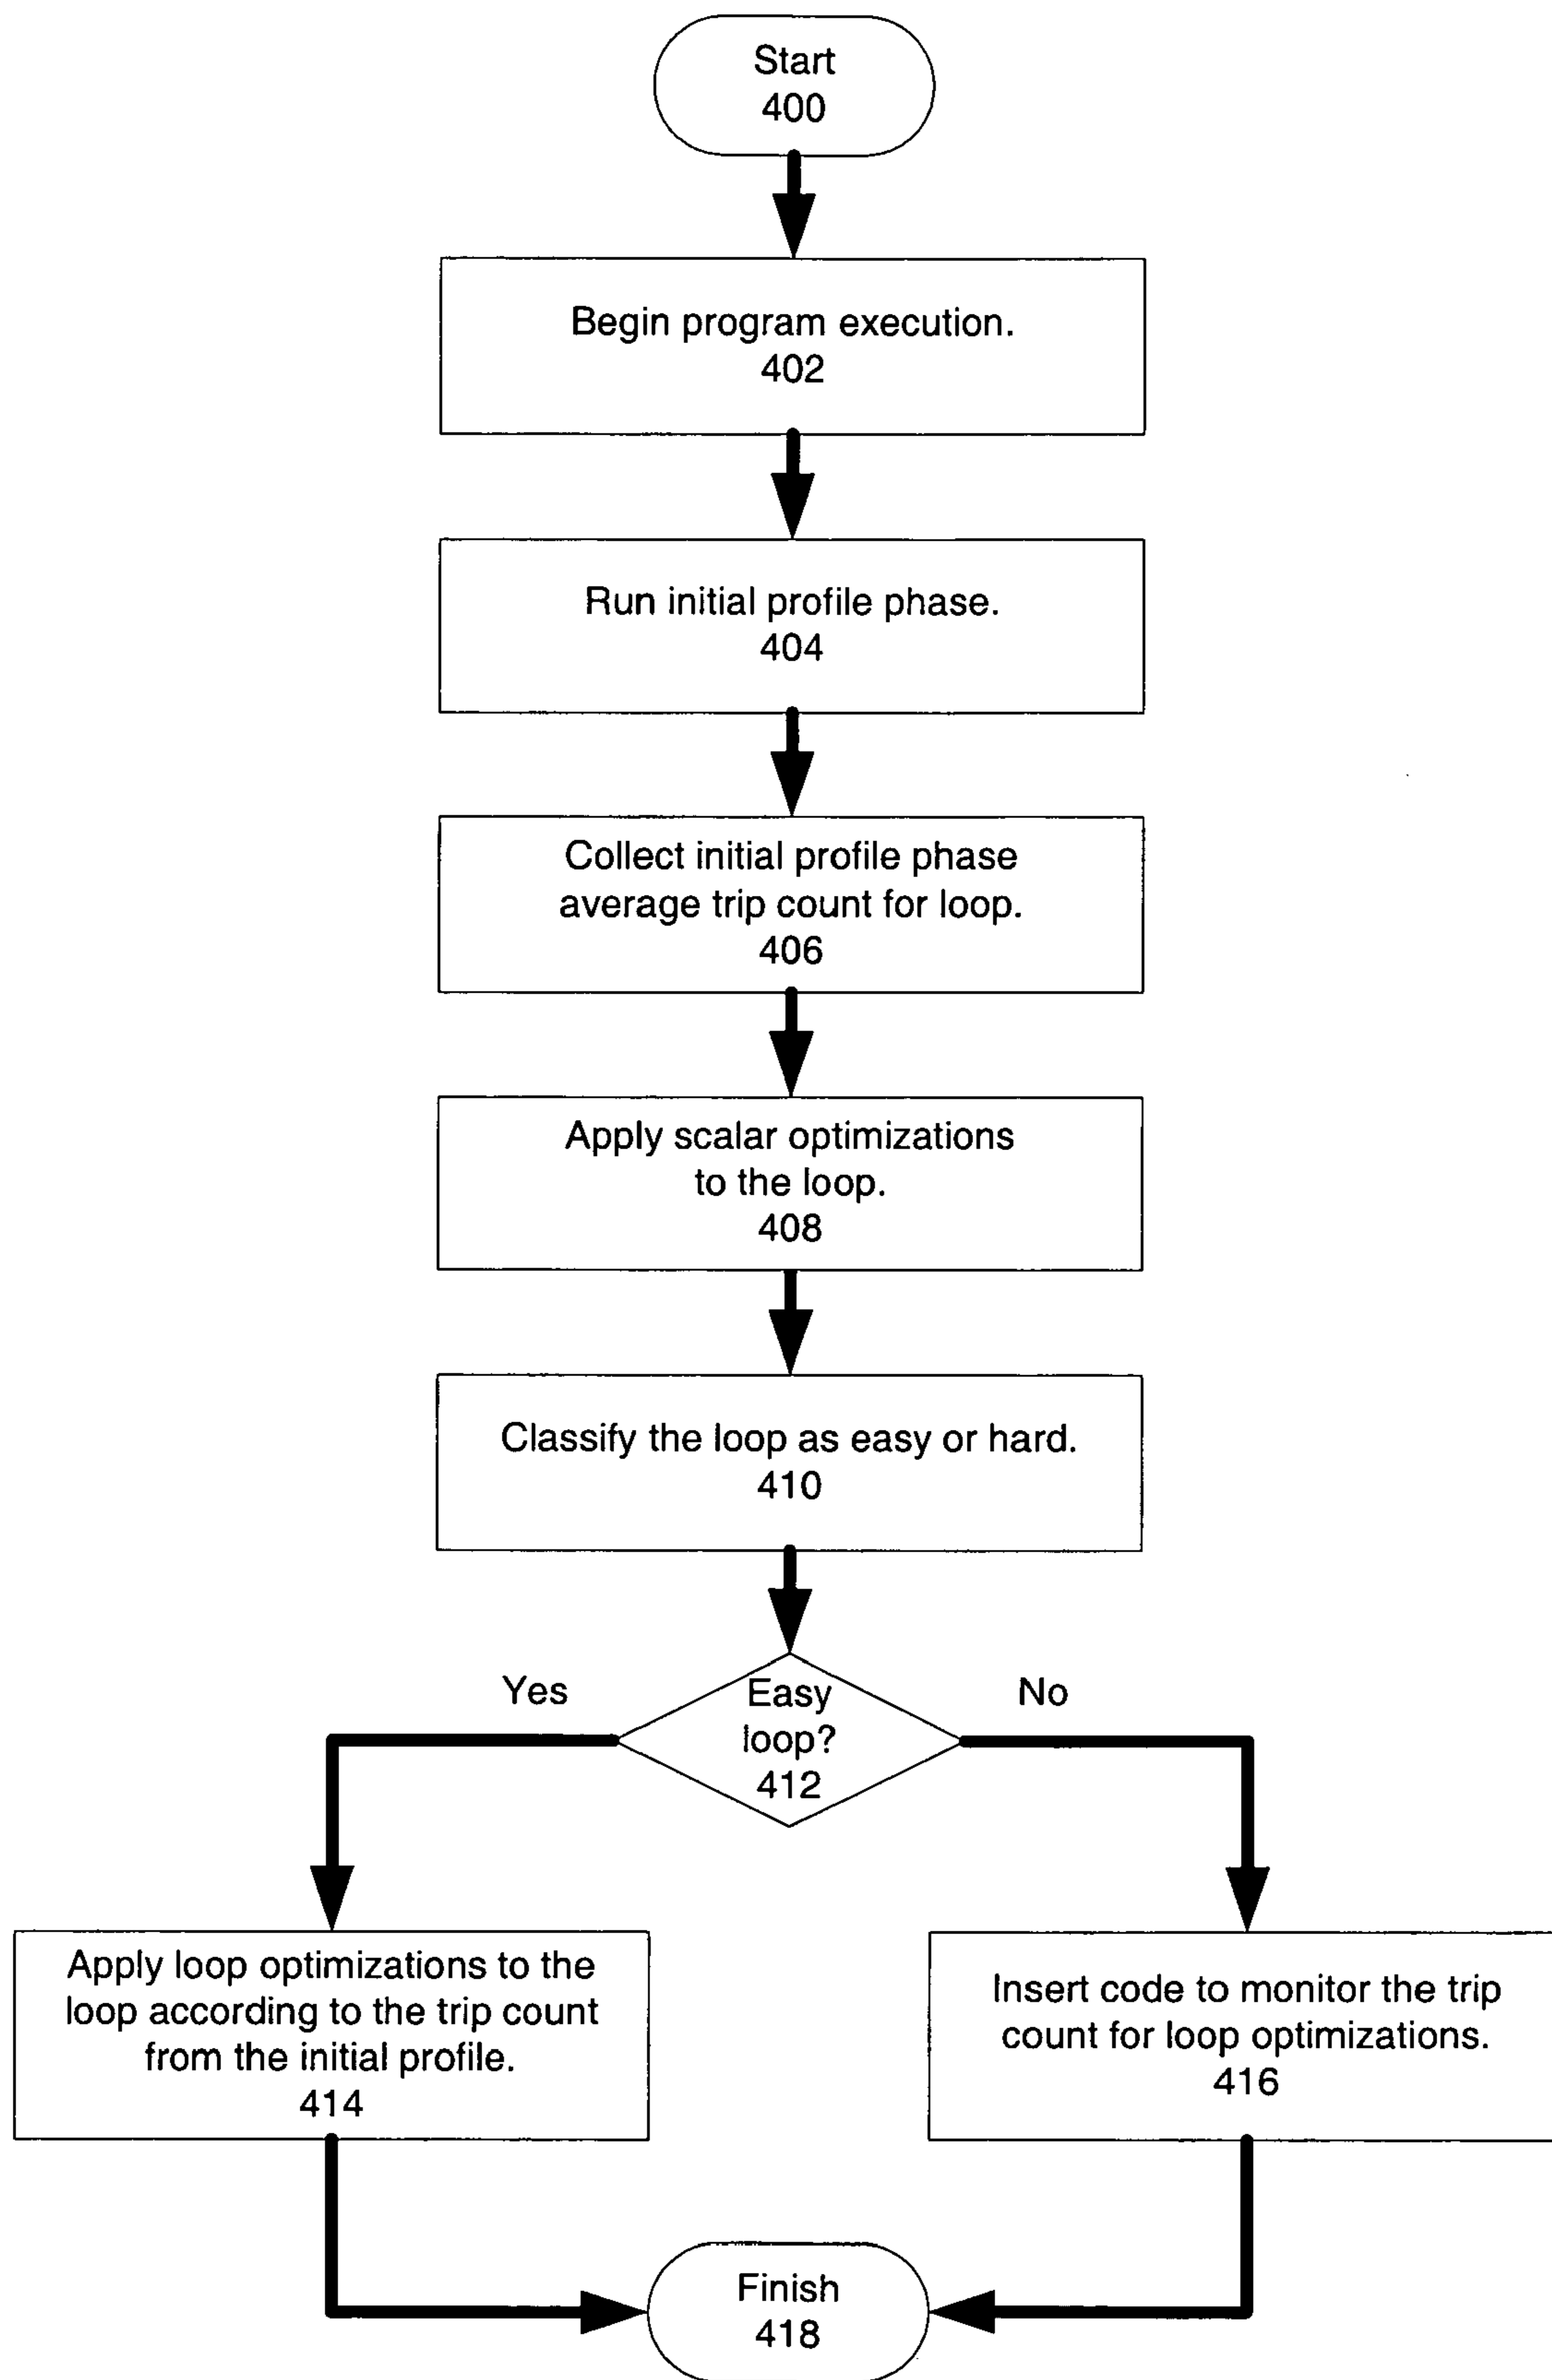 Start
400
Begin program execution.
402
Run initial profile phase.
404
Collect initial profile phase
average trip count for loop.
406
Apply scalar optimizations
to the loop.
408
Classify the loop as easy or hard.
410
Yes
Easy
loop?
412
No
Apply loop optimizations to the
loop according to the trip count
from the initial profile.
414
Insert code to monitor the trip
count for loop optimizations.
416
Finish
418